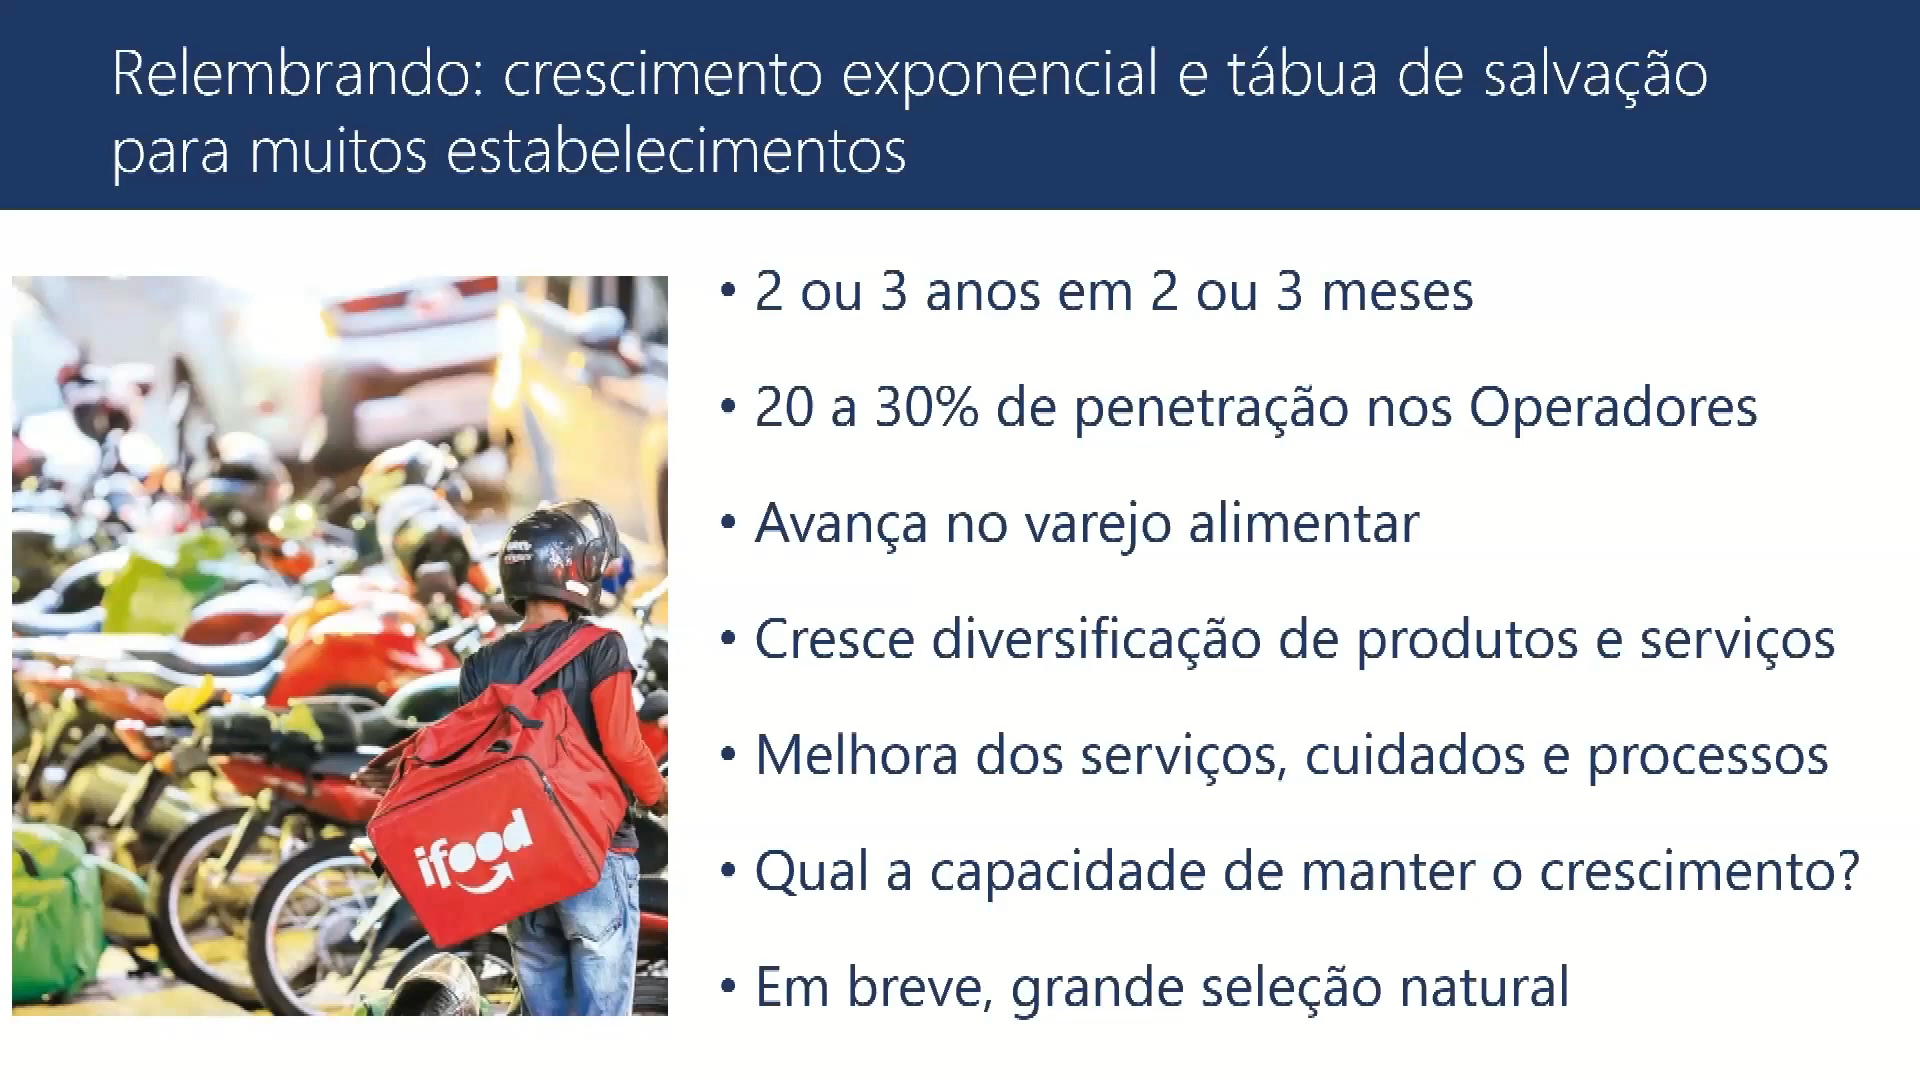 Relembrando: crescimento exponencial e tábua de salvação
para muitos estabelecimentos
• 2 ou 3 anos em 2 ou 3 meses
• 20 a 30% de penetração nos Operadores
• Avança no varejo alimentar
• Cresce diversificação de produtos e serviços
• Melhora dos serviços, cuidados e processos
• Qual a capacidade de manter o crescimento?
• Em breve, grande seleção natural
ifood